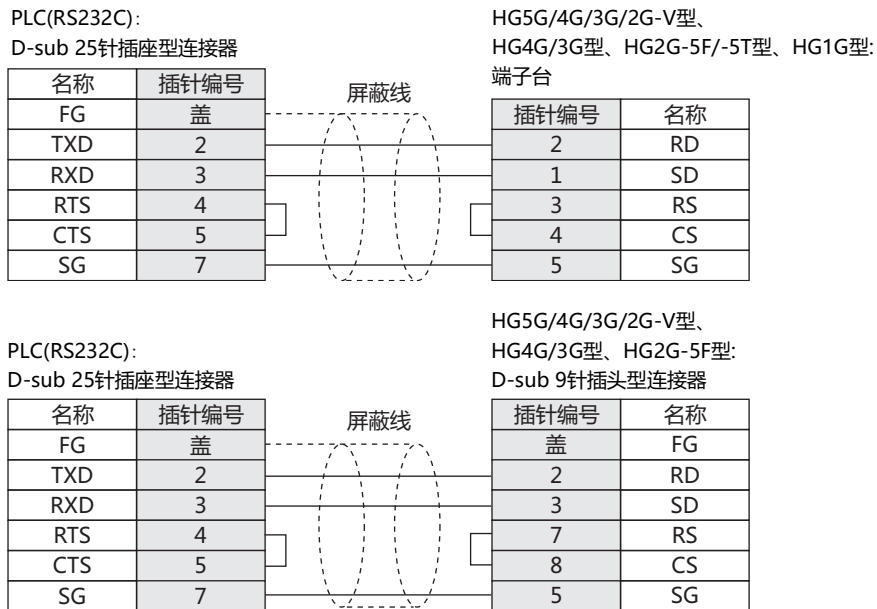 PLC(RS232C):
D-sub 25针插座型连接器
HG5G/4G/3G/2G-V型、
HG4G/3G型、HG2G-5F/-5T型、HG1G型:
端子台
名称 插针编号
FG 盖
TXD 2
RXD 3
RTS 4
CTS 5
SG 7
屏蔽线
插针编号 名称
2 RD
1 SD
3 RS
4 CS
5 SG
PLC(RS232C):
D-sub 25针插座型连接器
HG5G/4G/3G/2G-V型、
HG4G/3G型、HG2G-5F型:
D-sub 9针插头型连接器
名称 插针编号
FG 盖
TXD 2
RXD 3
RTS 4
CTS 5
SG 7
屏蔽线
插针编号 名称
盖 FG
2 RD
3 SD
7 RS
8 CS
5 SG